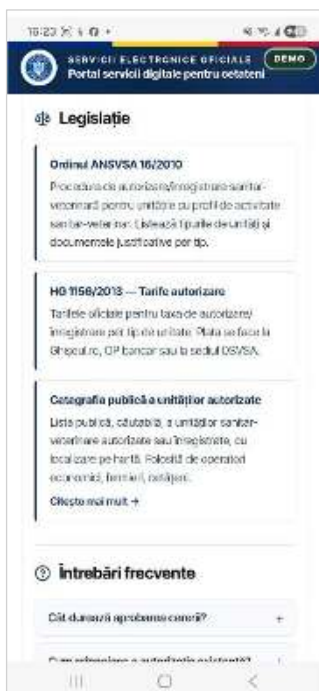 16:23
SERVICII ELECTRONICE OFICIALE
Portal servicii digitale pentru cetateni
DEMO
Legislație
Ordinul ANSVSA 16/2010
Procedura de autorizare/înregistrare sanitar-
veterinară pentru unitățile cu profil de activitate
sanitar-veterinar. Listează tipurile de unități și
documentele justificative per tip.
HG 1156/2013 — Tarife autorizare
Tarifele oficiale pentru taxa de autorizare/
înregistrare per tip de unitate. Plata se face la
Ghișeul.ro, OP bancar sau la sediul DSVSA.
Catagrafia publică a unităților autorizate
Lista publică, căutabilă, a unităților sanitar-
veterinare autorizate sau înregistrate, cu
localizare pe hartă. Folosită de operatori
economici, fermieri, cetățeni.
Citește mai mult →
Întrebări frecvente
Cât durează aprobarea cererii?
+